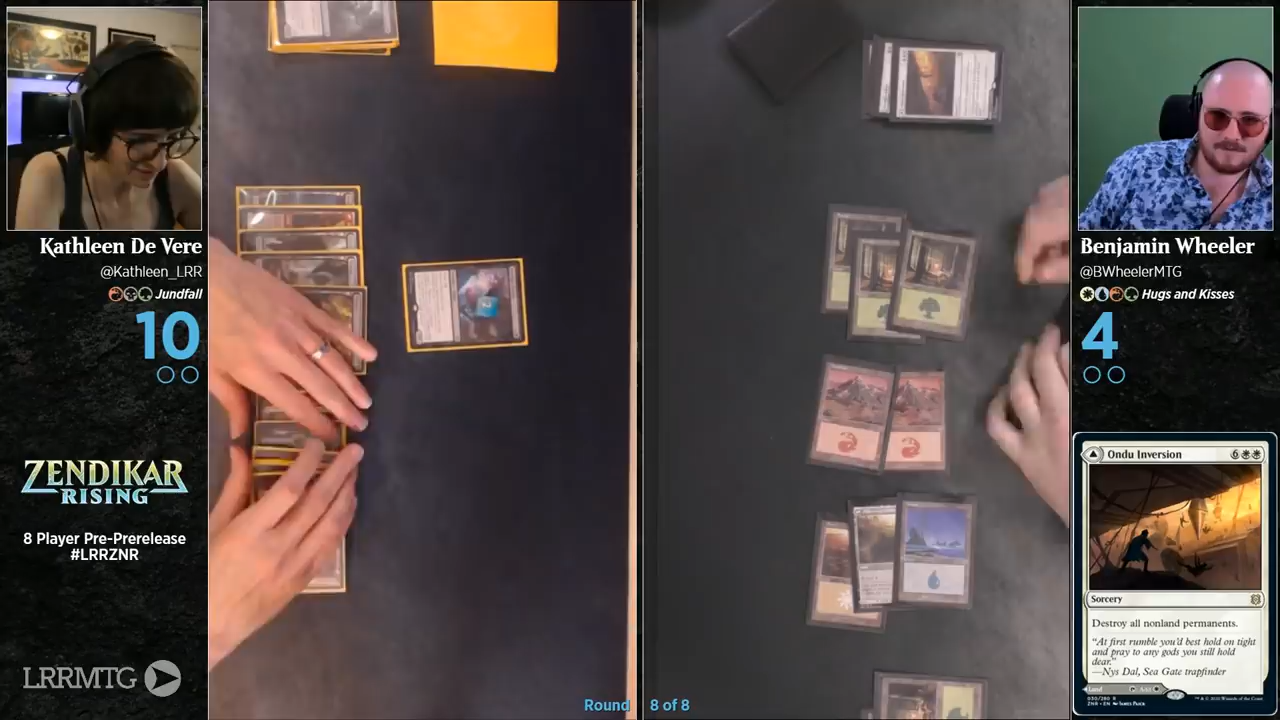 Kathleen De Vere
@Kathleen_LRR
Jundfall
10
ZENDIKAR
RISING
8 Player Pre-Prerelease
#LRRZNR
LRRMTG
Round
8 of 8
Benjamin Wheeler
@BWheelerMTG
Hugs and Kisses
4
Ondu Inversion
6
Sorcery
Destroy all nonland permanents.
"At first rumble you'd best hold on tight
and pray to any gods you still hold
dear."
—Nys Dal, Sea Gate trapfinder
Land